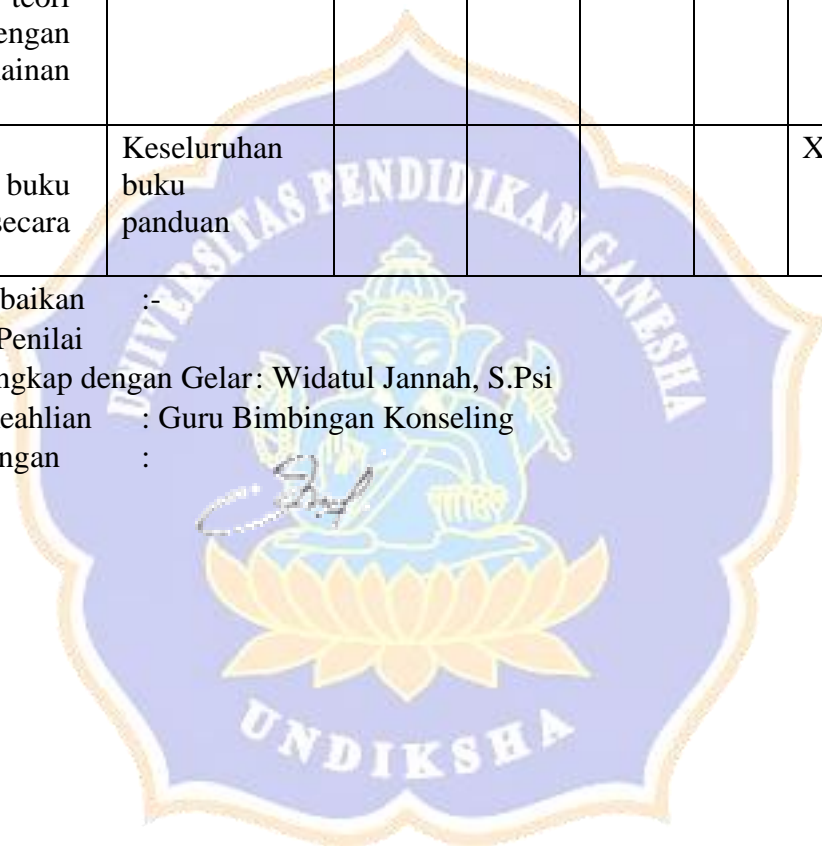 teori
engan
ainan
Keseluruhan X
buku buku
secara panduan
baikan :-
Penilai
ngkap dengan Gelar: Widatul Jannah, S.Psi
eahlian : Guru Bimbingan Konseling
ngan :
UNIVERSITAS PENDIDIKAN GANESHA
UNDIKSHA